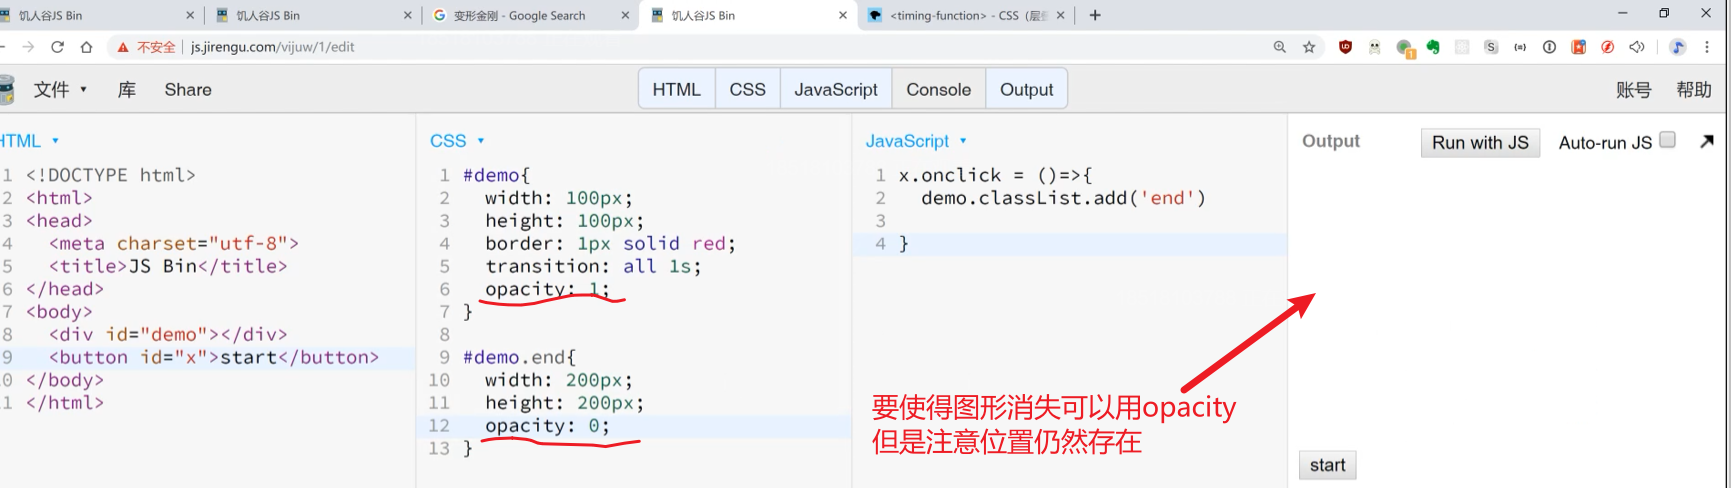 饥人谷JS Bin
饥人谷JS Bin
变形金刚 - Google Search
饥人谷JS Bin
<timing-function> - CSS（层叠
不安全 | js.jirengu.com/vijuw/1/edit
文件
库
Share
HTML
CSS
JavaScript
Console
Output
账号
帮助
HTML
1 <!DOCTYPE html>
2 <html>
3 <head>
4 <meta charset="utf-8">
5 <title>JS Bin</title>
6 </head>
7 <body>
8 <div id="demo"></div>
9 <button id="x">start</button>
10 </body>
11 </html>
CSS
1 #demo{
2 width: 100px;
3 height: 100px;
4 border: 1px solid red;
5 transition: all 1s;
6 opacity: 1;
7 }
8
9 #demo.end{
10 width: 200px;
11 height: 200px;
12 opacity: 0;
13 }
JavaScript
1 x.onclick = ()=>{
2 demo.classList.add('end')
3
4 }
Output
Run with JS
Auto-run JS
要使得图形消失可以用opacity
但是注意位置仍然存在
start